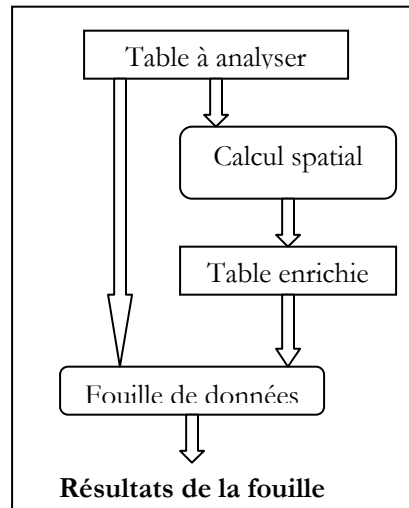 Table à analyser
Calcul spatial
Table enrichie
Fouille de données
Résultats de la fouille